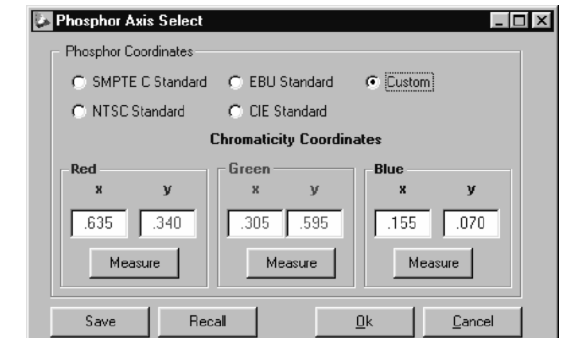 Phosphor Axis Select
Phosphor Coordinates
SMPTE C Standard EBU Standard Custom
NTSC Standard CIE Standard
Chromaticity Coordinates
Red Green Blue
x y x y x y
.635 .340 .305 .595 .155 .070
Measure Measure Measure
Save Recall Ok Cancel